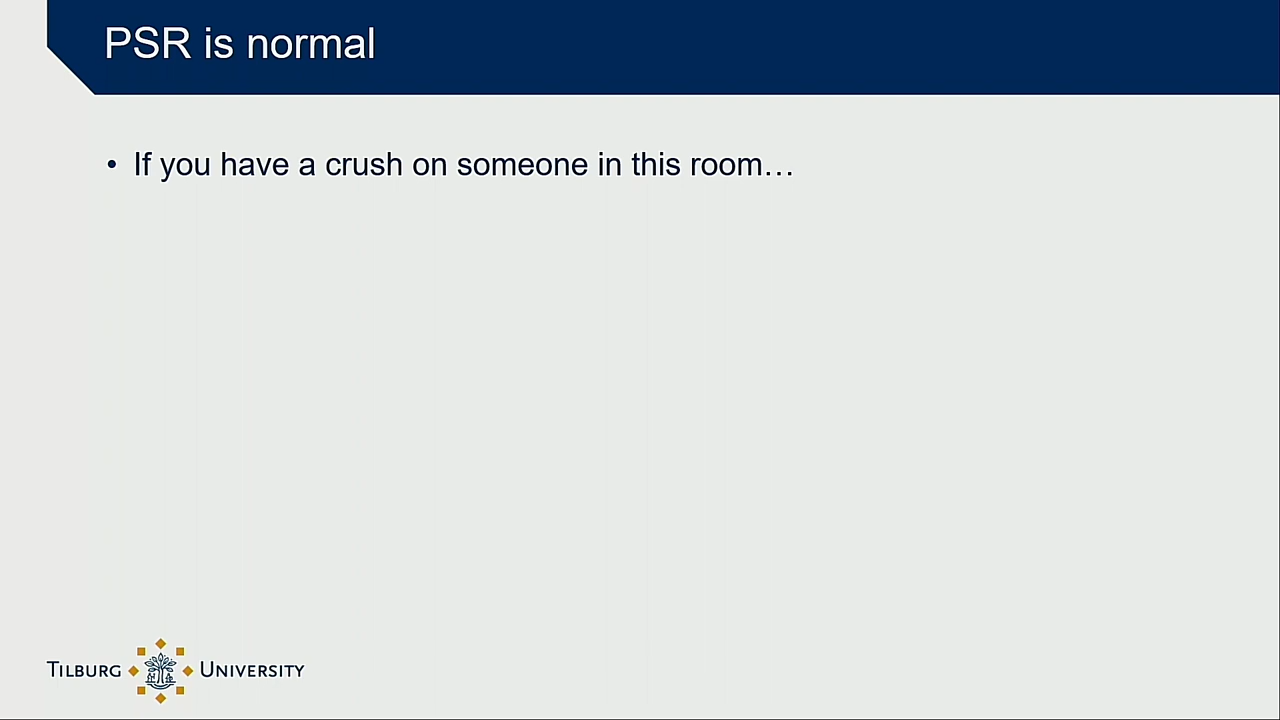 PSR is normal
• If you have a crush on someone in this room…
TILBURG UNIVERSITY